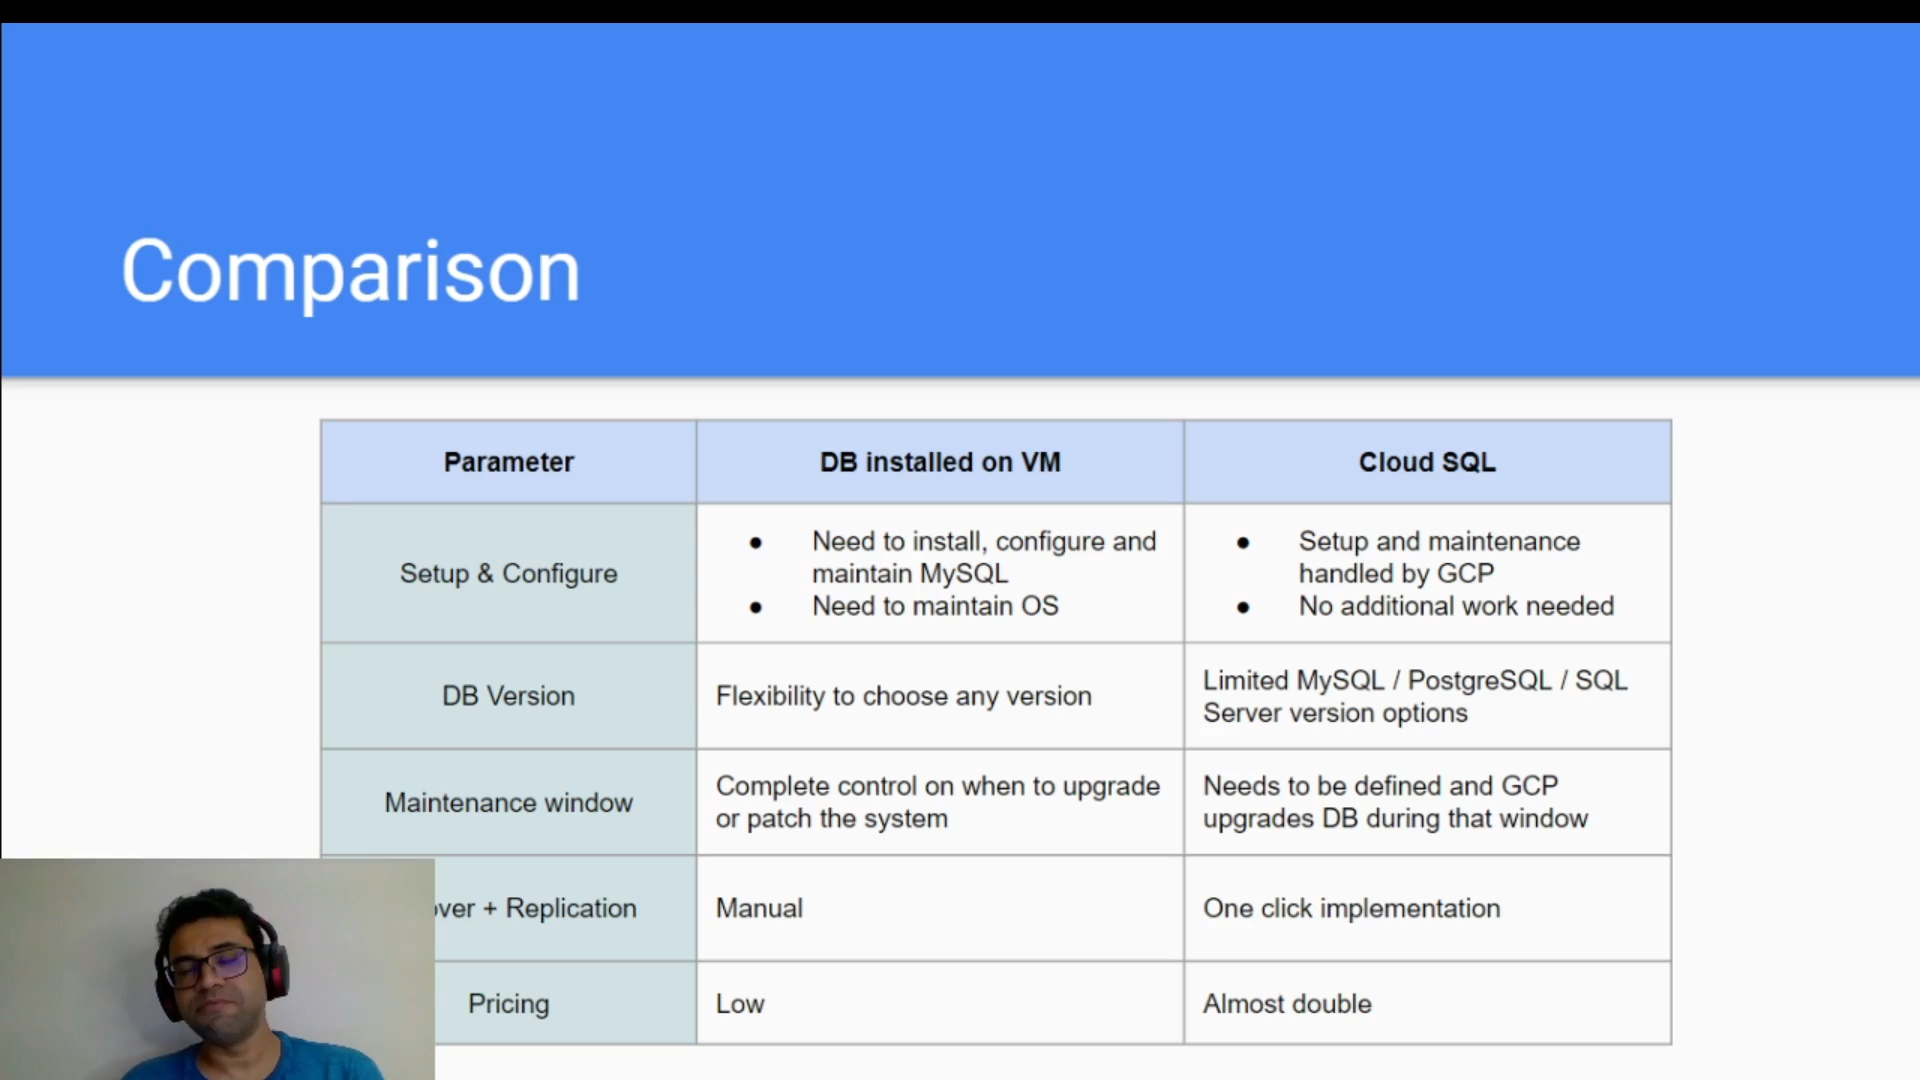 Comparison
Parameter
DB installed on VM
Cloud SQL
Setup & Configure
● Need to install, configure and
maintain MySQL
● Need to maintain OS
● Setup and maintenance
handled by GCP
● No additional work needed
DB Version
Flexibility to choose any version
Limited MySQL / PostgreSQL / SQL
Server version options
Maintenance window
Complete control on when to upgrade
or patch the system
Needs to be defined and GCP
upgrades DB during that window
+ Replication
Manual
One click implementation
Pricing
Low
Almost double